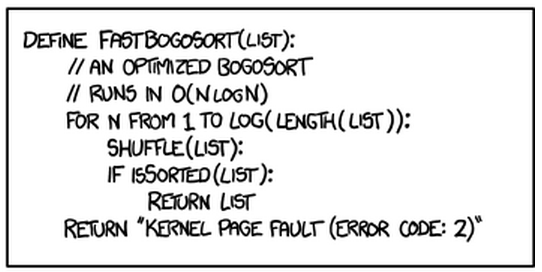 DEFINE FASTBOGOSORT(LIST):
// AN OPTIMIZED BOGOSORT
// RUNS IN O(NLOGN)
FOR N FROM 1 TO LOG(LENGTH(LIST)):
SHUFFLE(LIST):
IF ISSORTED(LIST):
RETURN LIST
RETURN "KERNEL PAGE FAULT (ERROR CODE: 2)"